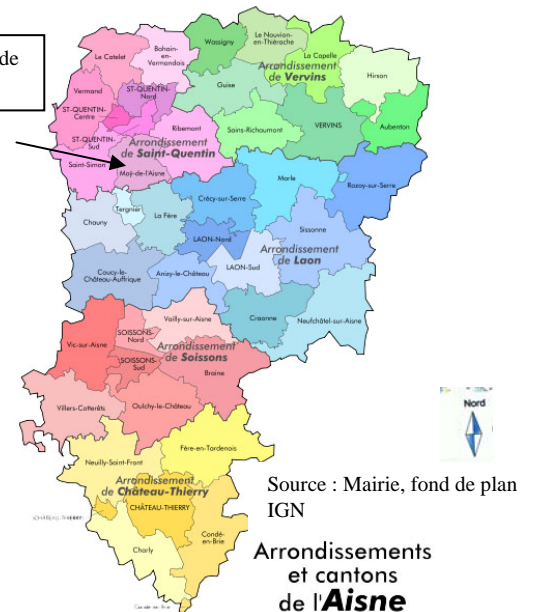 de
Le Catelet
Bohain-
en-
Vermandois
Wassigny
Le Nouvion-
en-Thiérache
La Capelle
Arrondissement
de Vervins
Hirson
Vermand
ST-QUENTIN-
Nord
Guise
ST-QUENTIN-
Centre
Ribemont
Sains-Richaumont
VERVINS
Aubenton
ST-QUENTIN-
Sud
Arrondissement
de Saint-Quentin
Saint-Simon
Moÿ-de-l'Aisne
Marle
Rozoy-sur-Serre
Crécy-sur-Serre
Tergnier
La Fère
Chauny
Sissonne
LAON-Nord
Arrondissement
de Laon
LAON-Sud
Coucy-le-
Château-Auffrique
Anizy-le-Château
Craonne
Neufchâtel-sur-Aisne
Vailly-sur-Aisne
SOISSONS-
Nord
Vic-sur-Aisne
Arrondissement
de Soissons
SOISSONS-
Sud
Braine
Villers-Cotterêts
Oulchy-le-Château
Nord
Fère-en-Tardenois
Neuilly-Saint-Front
Arrondissement
de Château-Thierry
CHÂTEAU-THIERRY
CHÂTEAU-THIERRY
Condé-
en-Brie
Charly
Condé-en-Brie
Source : Mairie, fond de plan
IGN
Arrondissements
et cantons
de l'Aisne